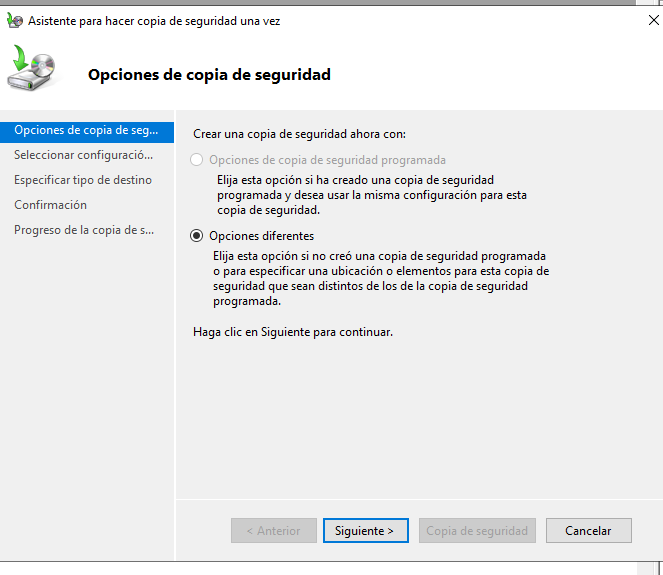 Asistente para hacer copia de seguridad una vez
Opciones de copia de seguridad
Opciones de copia de seg...
Seleccionar configuració...
Especificar tipo de destino
Confirmación
Progreso de la copia de s...
Crear una copia de seguridad ahora con:
Opciones de copia de seguridad programada
Elija esta opción si ha creado una copia de seguridad
programada y desea usar la misma configuración para esta
copia de seguridad.
Opciones diferentes
Elija esta opción si no creó una copia de seguridad programada
o para especificar una ubicación o elementos para esta copia de
seguridad que sean distintos de los de la copia de seguridad
programada.
Haga clic en Siguiente para continuar.
< Anterior
Siguiente >
Copia de seguridad
Cancelar